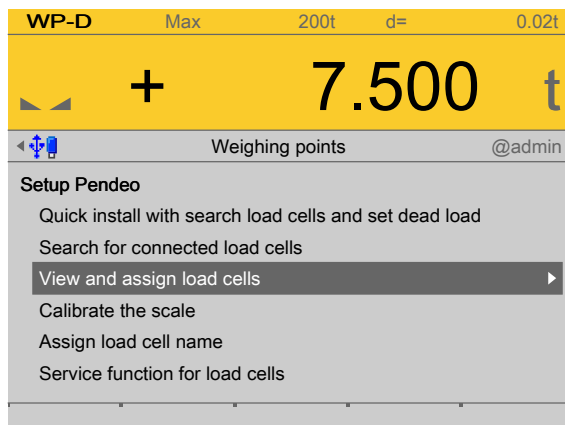 WP-D Max 200t d= 0.02t
+ 7.500 t
Weighing points @admin
Setup Pendeo
Quick install with search load cells and set dead load
Search for connected load cells
View and assign load cells
Calibrate the scale
Assign load cell name
Service function for load cells